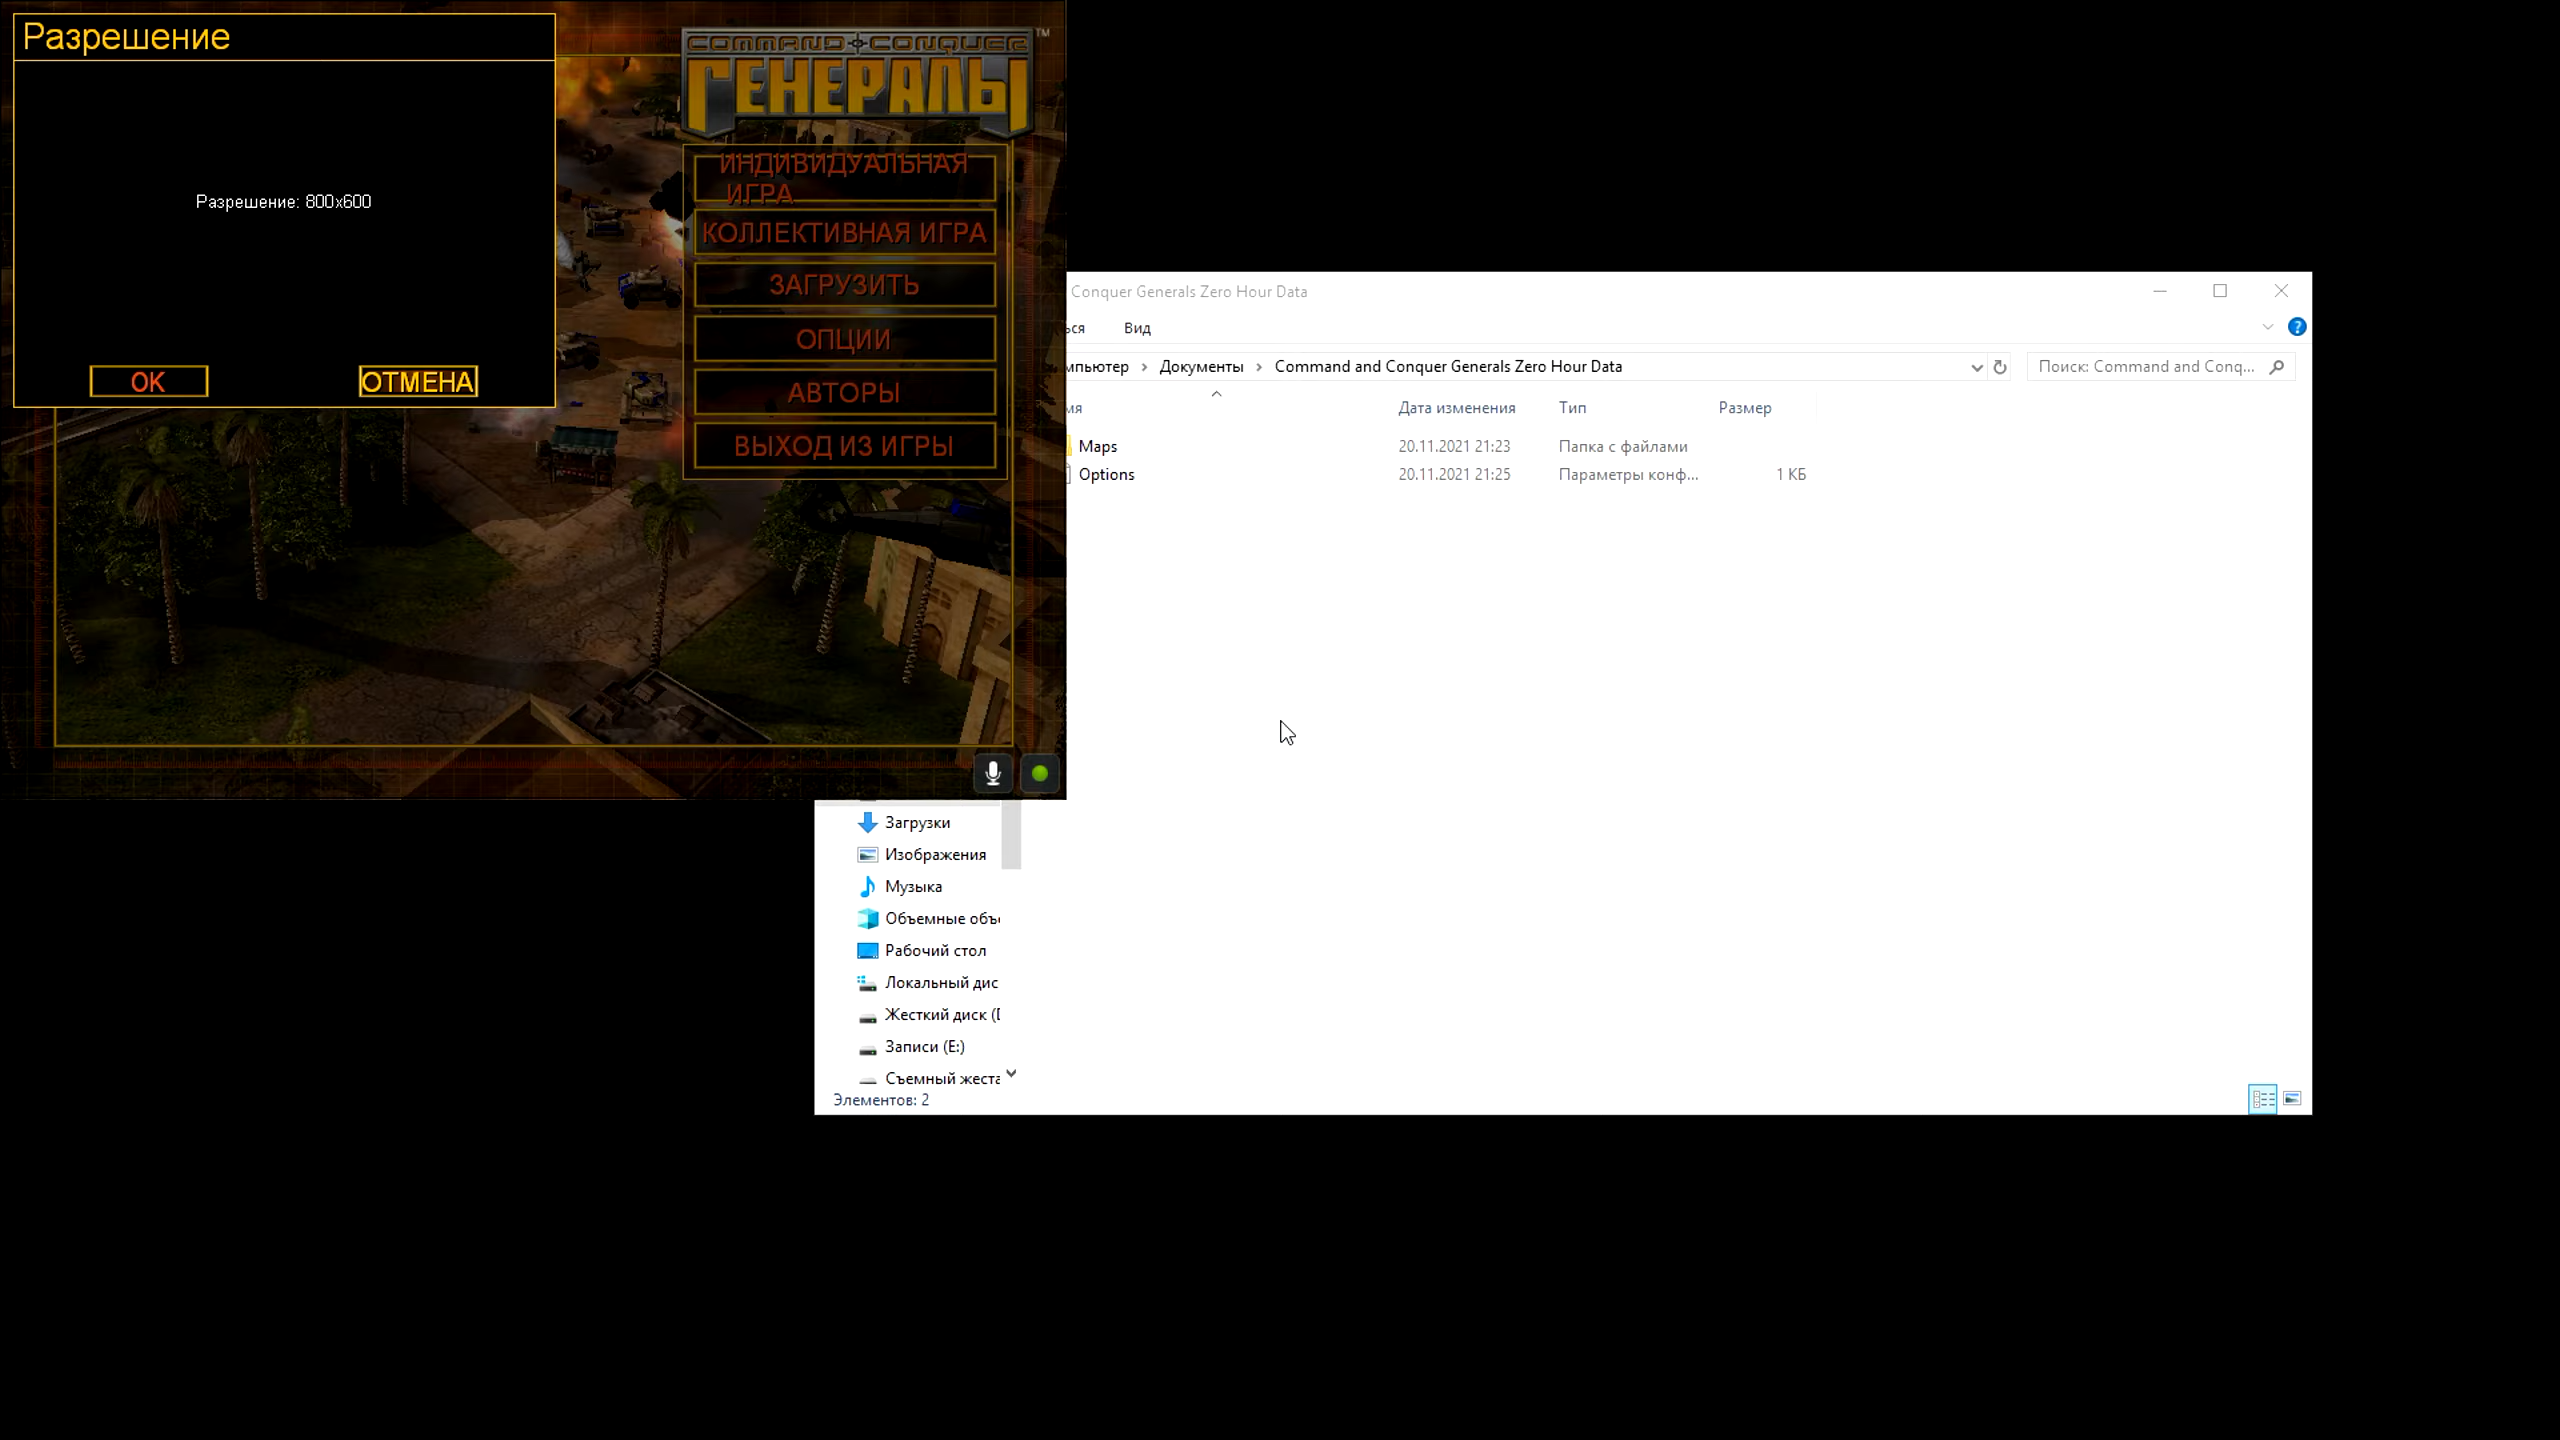 Разрешение
Разрешение: 800x600
OK
ОТМЕНА
COMMAND CONQUER
ГЕНЕРАЛЫ
TM
ИНДИВИДУАЛЬНАЯ
ИГРА
КОЛЛЕКТИВНАЯ ИГРА
ЗАГРУЗИТЬ
ОПЦИИ
АВТОРЫ
ВЫХОД ИЗ ИГРЫ
Conquer Generals Zero Hour Data
ься Вид
мпьютер Документы Command and Conquer Generals Zero Hour Data
Поиск: Command and Conq...
мя Дата изменения Тип Размер
Maps 20.11.2021 21:23 Папка с файлами
Options 20.11.2021 21:25 Параметры конф... 1 КБ
Загрузки
Изображения
Музыка
Объемные объ
Рабочий стол
Локальный дис
Жесткий диск (
Записи (E:)
Съемный жеста
Элементов: 2